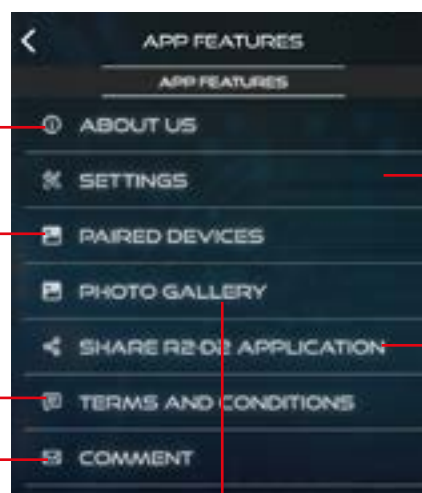 APP FEATURES
APP FEATURES
ABOUT US
SETTINGS
PAIRED DEVICES
PHOTO GALLERY
SHARE R2-D2 APPLICATION
TERMS AND CONDITIONS
COMMENT